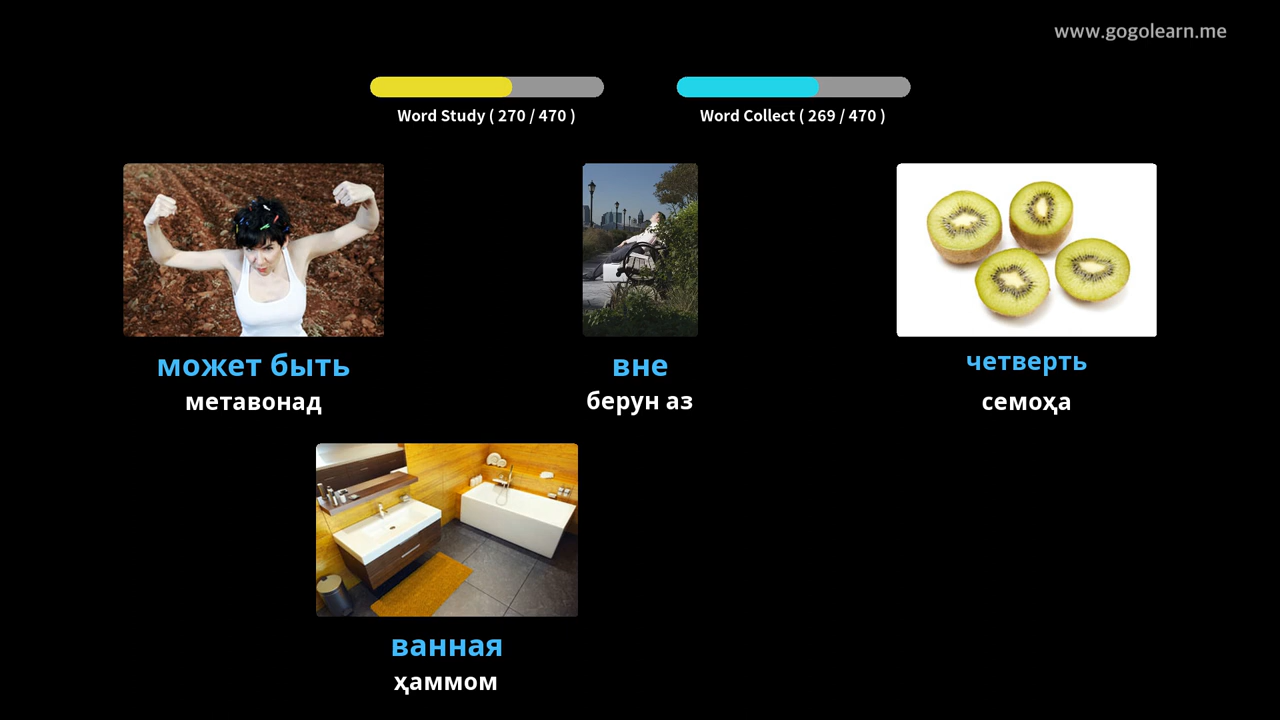 www.gogolearn.me
Word Study ( 270 / 470 )
Word Collect ( 269 / 470 )
может быть
метавонад
вне
берун аз
четверть
семоҳа
ванная
ҳаммом